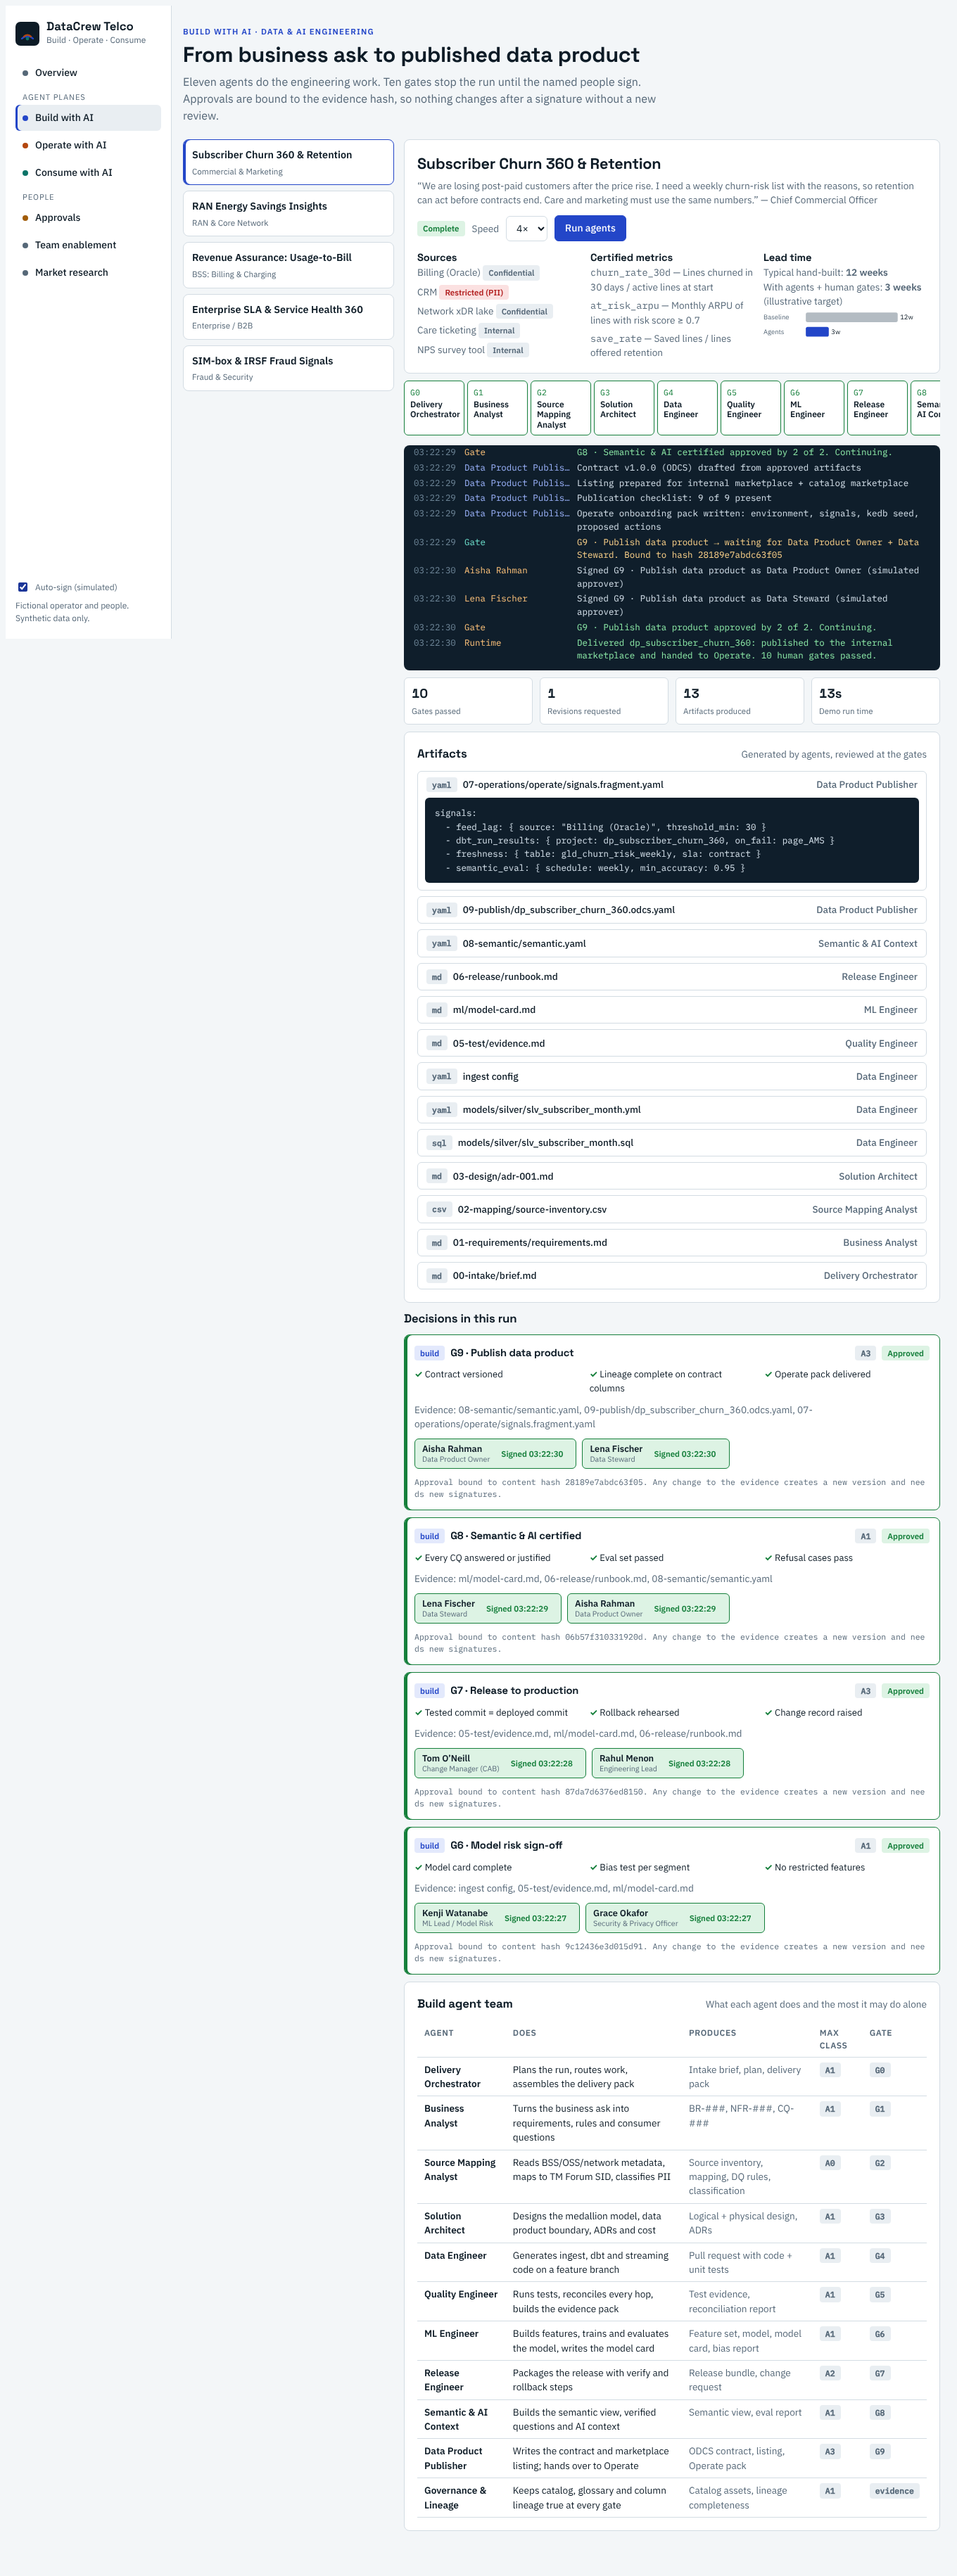 DataCrew Telco
Build · Operate · Consume
Overview
AGENT PLANES
Build with AI
Operate with AI
Consume with AI
PEOPLE
Approvals
Team enablement
Market research
Auto-sign (simulated)
Fictional operator and people.
Synthetic data only.
BUILD WITH AI · DATA & AI ENGINEERING
From business ask to published data product
Eleven agents do the engineering work. Ten gates stop the run until the named people sign.
Approvals are bound to the evidence hash, so nothing changes after a signature without a new
review.
Subscriber Churn 360 & Retention
Commercial & Marketing
RAN Energy Savings Insights
RAN & Core Network
Revenue Assurance: Usage-to-Bill
BSS: Billing & Charging
Enterprise SLA & Service Health 360
Enterprise / B2B
SIM-box & IRSF Fraud Signals
Fraud & Security
Subscriber Churn 360 & Retention
"We are losing post-paid customers after the price rise. I need a weekly churn-risk list with the reasons, so retention
can act before contracts end. Care and marketing must use the same numbers." — Chief Commercial Officer
Complete Speed 4× Run agents
Sources
Billing (Oracle) Confidential
CRM Restricted (PII)
Network xDR lake Confidential
Care ticketing Internal
NPS survey tool Internal
Certified metrics
churn_rate_30d — Lines churned in
30 days / active lines at start
at_risk_arpu — Monthly ARPU of
lines with risk score ≥ 0.7
save_rate — Saved lines / lines
offered retention
Lead time
Typical hand-built: 12 weeks
With agents + human gates: 3 weeks
(illustrative target)
Baseline 12w
Agents 3w
G0
Delivery
Orchestrator
G1
Business
Analyst
G2
Source
Mapping
Analyst
G3
Solution
Architect
G4
Data
Engineer
G5
Quality
Engineer
G6
ML
Engineer
G7
Release
Engineer
G8
03:22:29 Gate G8 · Semantic & AI certified approved by 2 of 2. Continuing.
03:22:29 Data Product Publis… Contract v1.0.0 (ODCS) drafted from approved artifacts
03:22:29 Data Product Publis… Listing prepared for internal marketplace + catalog marketplace
03:22:29 Data Product Publis… Publication checklist: 9 of 9 present
03:22:29 Data Product Publis… Operate onboarding pack written: environment, signals, kedb seed,
proposed actions
03:22:29 Gate G9 · Publish data product → waiting for Data Product Owner + Data
Steward. Bound to hash 28189e7abdc63f05
03:22:30 Aisha Rahman Signed G9 · Publish data product as Data Product Owner (simulated
approver)
03:22:30 Lena Fischer Signed G9 · Publish data product as Data Steward (simulated
approver)
03:22:30 Gate G9 · Publish data product approved by 2 of 2. Continuing.
03:22:30 Runtime Delivered dp_subscriber_churn_360: published to the internal
marketplace and handed to Operate. 10 human gates passed.
10
Gates passed
1
Revisions requested
13
Artifacts produced
13s
Demo run time
Artifacts Generated by agents, reviewed at the gates
yaml 07-operations/operate/signals.fragment.yaml Data Product Publisher
signals:
- feed_lag: { source: "Billing (Oracle)", threshold_min: 30 }
- dbt_run_results: { project: dp_subscriber_churn_360, on_fail: page_AMS }
- freshness: { table: gld_churn_risk_weekly, sla: contract }
- semantic_eval: { schedule: weekly, min_accuracy: 0.95 }
yaml 09-publish/dp_subscriber_churn_360.odcs.yaml Data Product Publisher
yaml 08-semantic/semantic.yaml Semantic & AI Context
md 06-release/runbook.md Release Engineer
md ml/model-card.md ML Engineer
md 05-test/evidence.md Quality Engineer
yaml ingest config Data Engineer
yaml models/silver/slv_subscriber_month.yml Data Engineer
sql models/silver/slv_subscriber_month.sql Data Engineer
md 03-design/adr-001.md Solution Architect
csv 02-mapping/source-inventory.csv Source Mapping Analyst
md 01-requirements/requirements.md Business Analyst
md 00-intake/brief.md Delivery Orchestrator
Decisions in this run
build G9 · Publish data product A3 Approved
✓ Contract versioned ✓ Lineage complete on contract columns ✓ Operate pack delivered
Evidence: 08-semantic/semantic.yaml, 09-publish/dp_subscriber_churn_360.odcs.yaml, 07-
operations/operate/signals.fragment.yaml
Aisha Rahman
Data Product Owner
Signed 03:22:30
Lena Fischer
Data Steward
Signed 03:22:30
Approval bound to content hash 28189e7abdc63f05. Any change to the evidence creates a new version and nee
ds new signatures.
build G8 · Semantic & AI certified A1 Approved
✓ Every CQ answered or justified ✓ Eval set passed ✓ Refusal cases pass
Evidence: ml/model-card.md, 06-release/runbook.md, 08-semantic/semantic.yaml
Lena Fischer
Data Steward
Signed 03:22:29
Aisha Rahman
Data Product Owner
Signed 03:22:29
Approval bound to content hash 06b57f310331920d. Any change to the evidence creates a new version and nee
ds new signatures.
build G7 · Release to production A3 Approved
✓ Tested commit = deployed commit ✓ Rollback rehearsed ✓ Change record raised
Evidence: 05-test/evidence.md, ml/model-card.md, 06-release/runbook.md
Tom O'Neill
Change Manager (CAB)
Signed 03:22:28
Rahul Menon
Engineering Lead
Signed 03:22:28
Approval bound to content hash 87da7d6376ed8150. Any change to the evidence creates a new version and nee
ds new signatures.
build G6 · Model risk sign-off A1 Approved
✓ Model card complete ✓ Bias test per segment ✓ No restricted features
Evidence: ingest config, 05-test/evidence.md, ml/model-card.md
Kenji Watanabe
ML Lead / Model Risk
Signed 03:22:27
Grace Okafor
Security & Privacy Officer
Signed 03:22:27
Approval bound to content hash 9c12436e3d015d91. Any change to the evidence creates a new version and nee
ds new signatures.
Build agent team What each agent does and the most it may do alone
AGENT DOES PRODUCES MAX CLASS GATE
Delivery Orchestrator Plans the run, routes work, assembles the delivery pack Intake brief, plan, delivery pack A1 G0
Business Analyst Turns the business ask into requirements, rules and consumer questions BR-###, NFR-###, CQ-### A1 G1
Source Mapping Analyst Reads BSS/OSS/network metadata, maps to TM Forum SID, classifies PII Source inventory, mapping, DQ rules, classification A0 G2
Solution Architect Designs the medallion model, data product boundary, ADRs and cost Logical + physical design, ADRs A1 G3
Data Engineer Generates ingest, dbt and streaming code on a feature branch Pull request with code + unit tests A1 G4
Quality Engineer Runs tests, reconciles every hop, builds the evidence pack Test evidence, reconciliation report A1 G5
ML Engineer Builds features, trains and evaluates the model, writes the model card Feature set, model, model card, bias report A1 G6
Release Engineer Packages the release with verify and rollback steps Release bundle, change request A2 G7
Semantic & AI Context Builds the semantic view, verified questions and AI context Semantic view, eval report A1 G8
Data Product Publisher Writes the contract and marketplace listing; hands over to Operate ODCS contract, listing, Operate pack A3 G9
Governance & Lineage Keeps catalog, glossary and column lineage true at every gate Catalog assets, lineage completeness A1 evidence